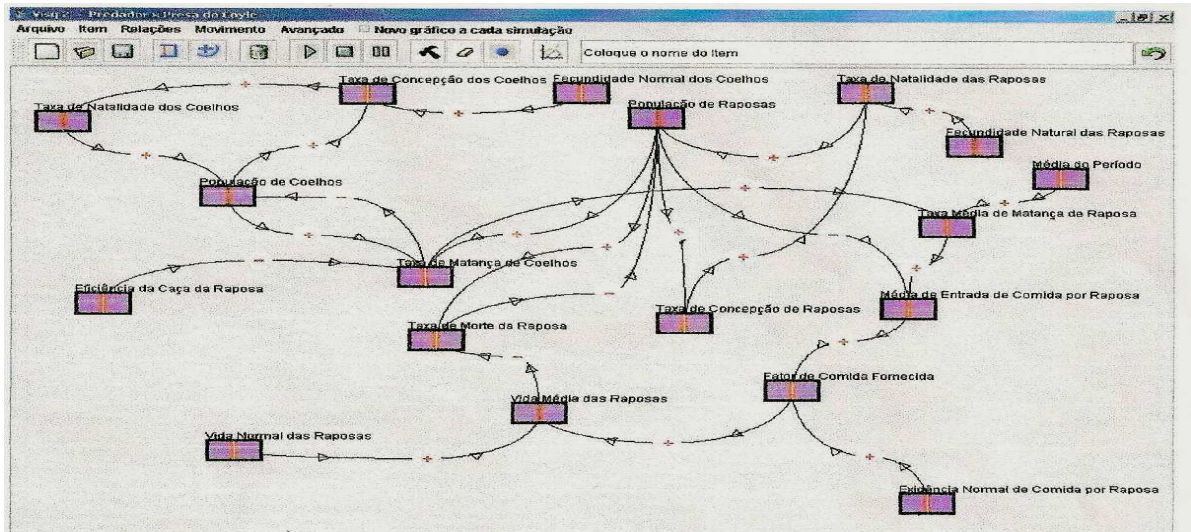 Predador x Presa do Coyle
Arquivo Item Relações Movimento Avançado Novo gráfico a cada simulação
Coloque o nome do Item
Taxa de Concepção dos Coelhos
Fecundidade Normal dos Coelhos
Taxa de Natalidade das Raposas
Taxa de Natalidade dos Coelhos
População de Raposas
Fecundidade Natural das Raposas
Média do Período
População de Coelhos
Taxa Média de Matança de Raposa
Taxa de Matança de Coelhos
Eficiência da Caça da Raposa
Média de Entrada de Comida por Raposa
Taxa de Morte da Raposa
Taxa de Concepção de Raposas
Fator de Comida Fornecida
Vida Média das Raposas
Vida Normal das Raposas
Exigência Normal de Comida por Raposa